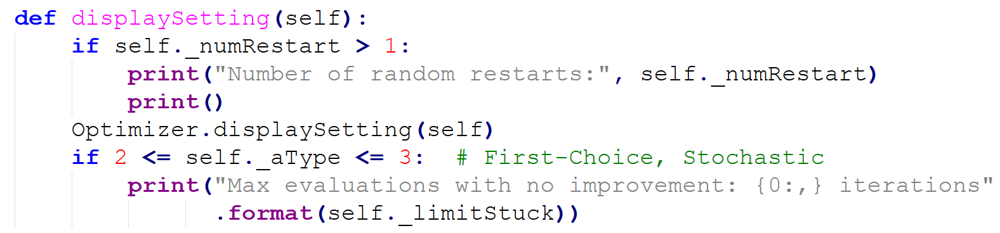 def displaySetting(self):
    if self._numRestart > 1:
        print("Number of random restarts:", self._numRestart)
        print()
    Optimizer.displaySetting(self)
    if 2 <= self._aType <= 3:  # First-Choice, Stochastic
        print("Max evaluations with no improvement: {0:,} iterations"
              .format(self._limitStuck))